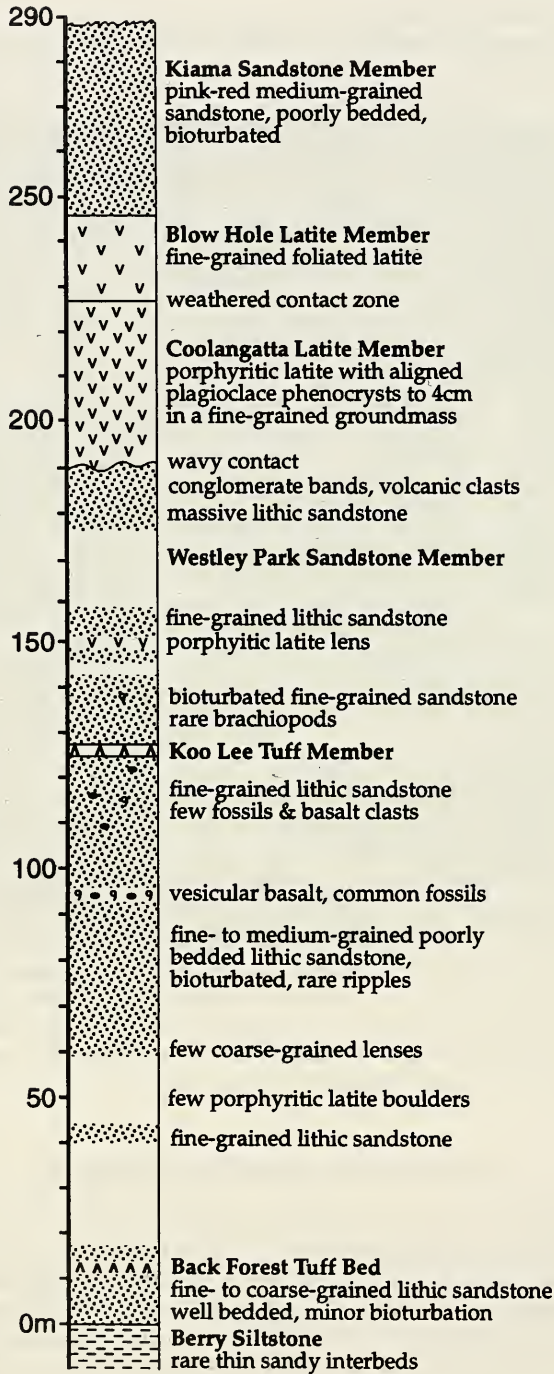 290
Kiama Sandstone Member
pink-red medium-grained
sandstone, poorly bedded,
bioturbated
250
Blow Hole Latite Member
fine-grained foliated latite
weathered contact zone
Coolangatta Latite Member
porphyritic latite with aligned
plagioclace phenocrysts to 4cm
200
in a fine-grained groundmass
wavy contact
conglomerate bands, volcanic clasts
massive lithic sandstone
Westley Park Sandstone Member
fine-grained lithic sandstone
150
porphyitic latite lens
bioturbated fine-grained sandstone
rare brachiopods
Koo Lee Tuff Member
fine-grained lithic sandstone
few fossils & basalt clasts
100
vesicular basalt, common fossils
fine- to medium-grained poorly
bedded lithic sandstone,
bioturbated, rare ripples
few coarse-grained lenses
50
few porphyritic latite boulders
fine-grained lithic sandstone
Back Forest Tuff Bed
fine- to coarse-grained lithic sandstone
well bedded, minor bioturbation
0m
Berry Siltstone
rare thin sandy interbeds